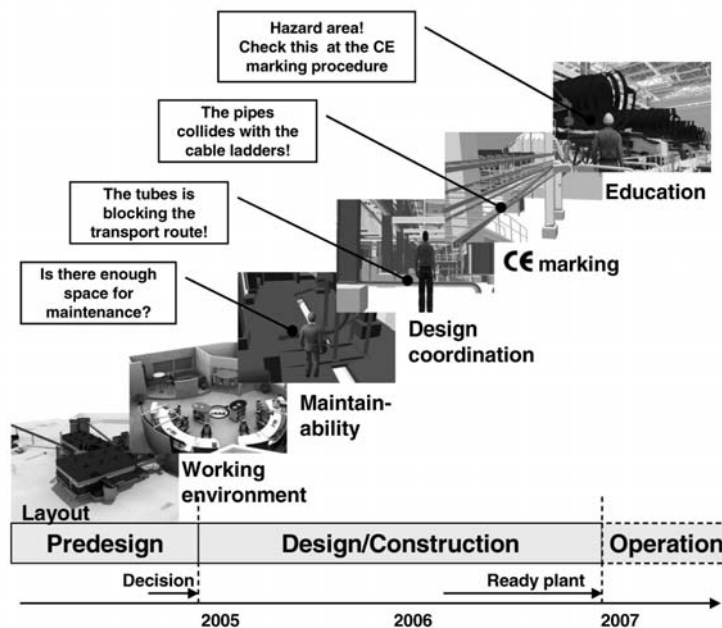 Hazard area!
Check this at the CE
marking procedure
The pipes
collides with the
cable ladders!
The tubes is
blocking the
transport route!
Is there enough
space for
maintenance?
Education
CE marking
Design
coordination
Maintain-
ability
Working
environment
Layout
Predesign
Design/Construction
Operation
Decision
Ready plant
2005
2006
2007